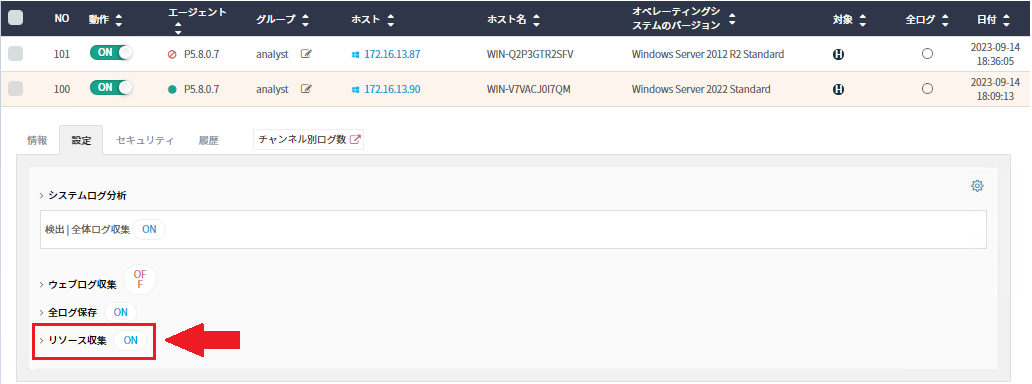 NO 動作 エージェント グループ ホスト ホスト名 オペレーティングシ
ステムのバージョン 対象 全ログ 日付
101 ON P5.8.0.7 analyst 172.16.13.87 WIN-Q2P3GTR2SFV Windows Server 2012 R2 Standard H 2023-09-14
18:36:05
100 ON P5.8.0.7 analyst 172.16.13.90 WIN-V7VACJ0I7QM Windows Server 2022 Standard H 2023-09-14
18:09:13
情報 設定 セキュリティ 履歴 チャンネル別ログ数
> システムログ分析
検出 | 全体ログ収集 ON
> ウェブログ収集 OF
F
> 全ログ保存 ON
> リソース収集 ON